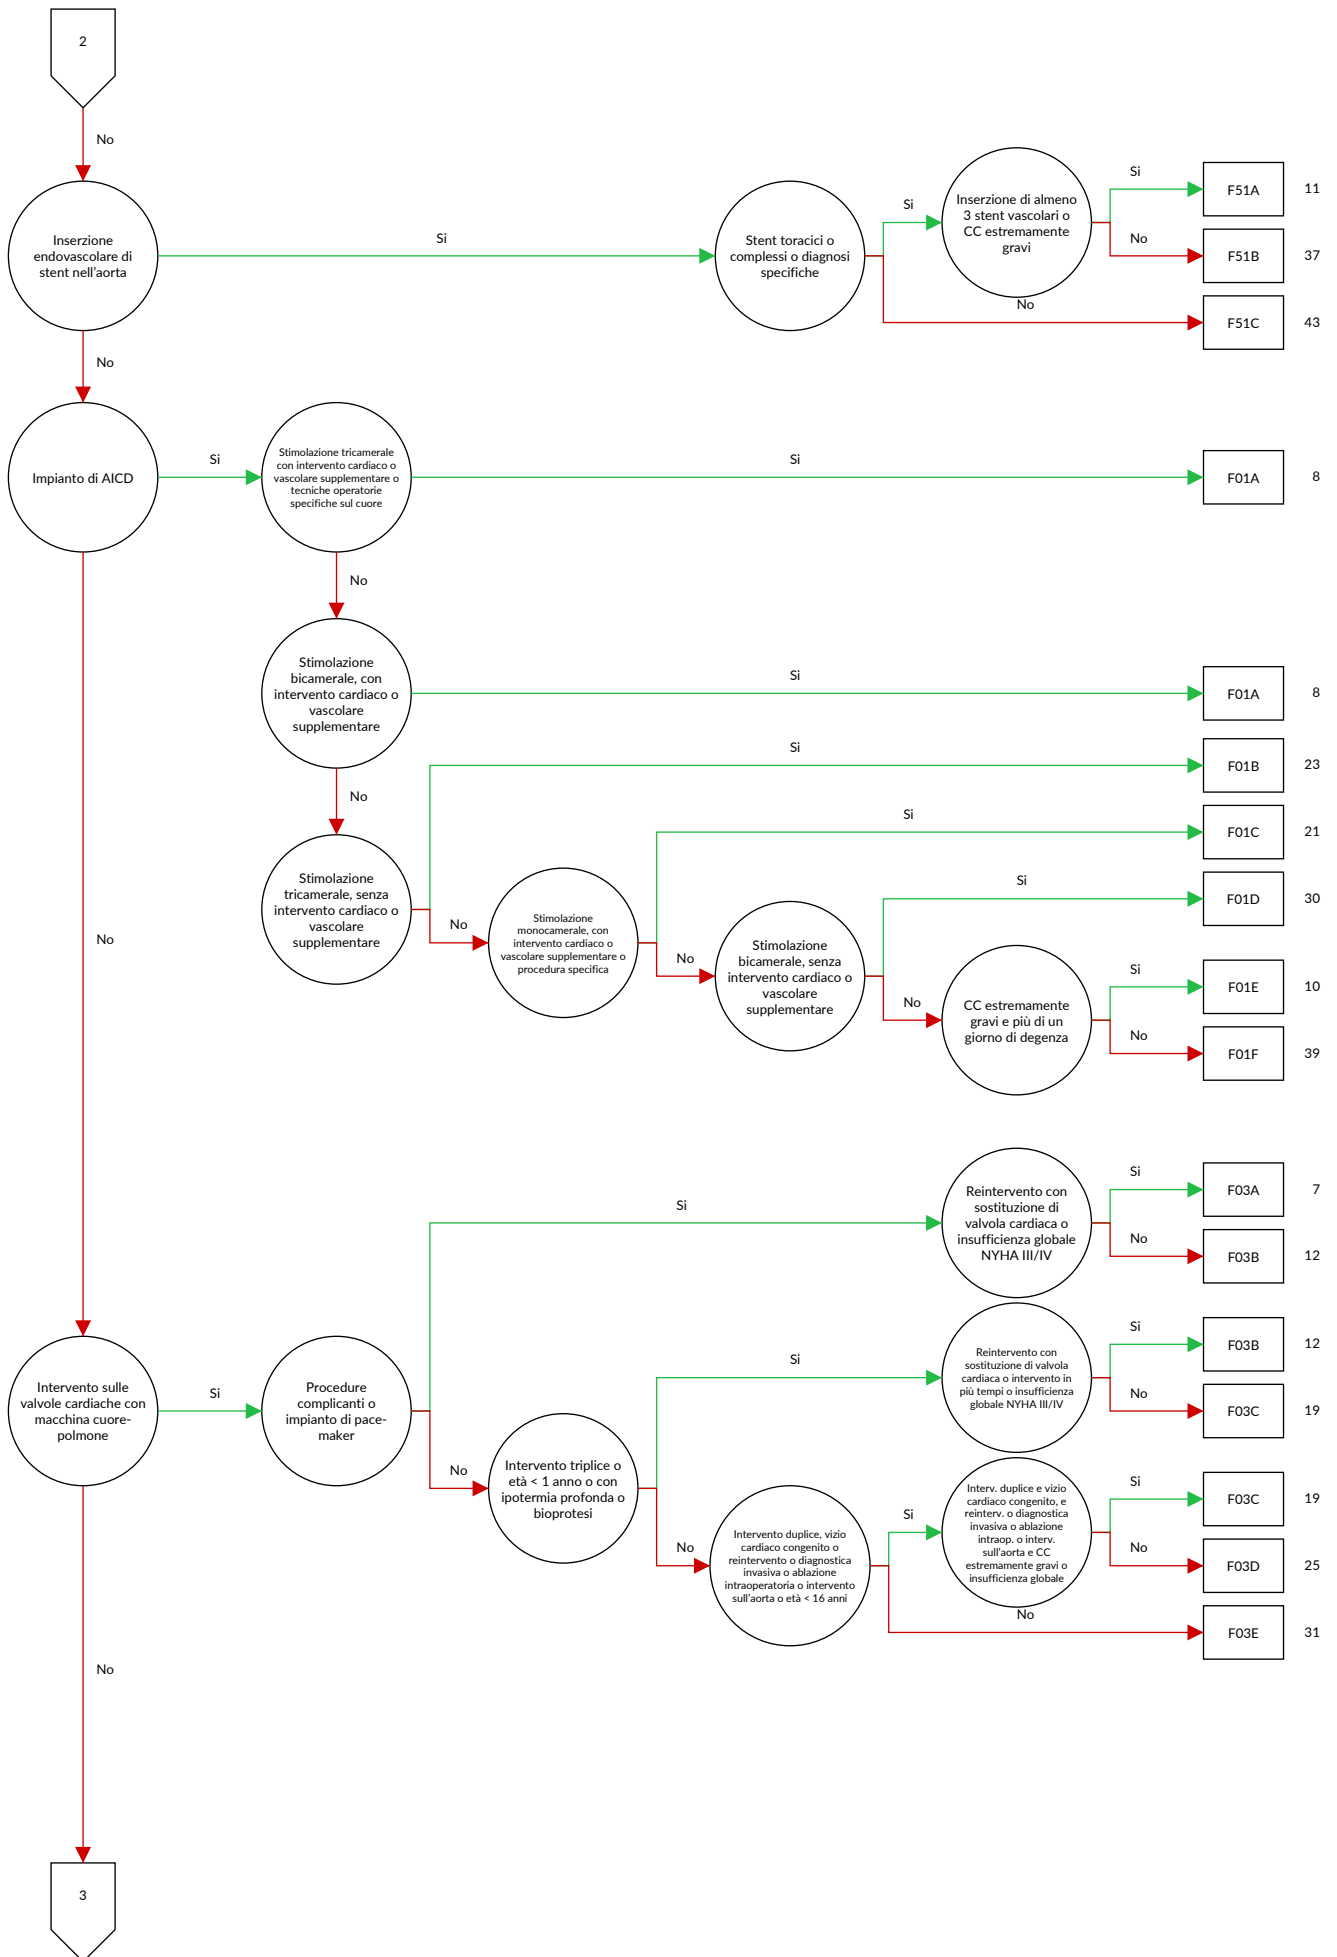 2
No
Inserzione
endovascolare di
stent nell'aorta
Si
Stent toracici o
complessi o diagnosi
specifiche
Si
Inserzione di almeno
3 stent vascolari o
CC estremamente
gravi
Si
F51A
11
No
F51B
37
No
F51C
43
No
Impianto di AICD
Si
Stimolazione tricamerale
con intervento cardiaco o
vascolare supplementare o
tecniche operatorie
specifiche sul cuore
Si
F01A
8
No
Stimolazione
bicamerale, con
intervento cardiaco o
vascolare
supplementare
Si
F01A
8
No
Stimolazione
tricamerale, senza
intervento cardiaco o
vascolare
supplementare
Si
F01B
23
No
Stimolazione
monocamerale, con
intervento cardiaco o
vascolare supplementare o
procedura specifica
Si
F01C
21
No
Stimolazione
bicamerale, senza
intervento cardiaco o
vascolare
supplementare
Si
F01D
30
No
CC estremamente
gravi e più di un
giorno di degenza
Si
F01E
10
No
F01F
39
No
Intervento sulle
valvole cardiache con
macchina cuore-
polmone
Si
Procedure
complicanti o
impianto di pace-
maker
Si
Reintervento con
sostituzione di
valvola cardiaca o
insufficienza globale
NYHA III/IV
Si
F03A
7
No
F03B
12
No
Intervento triplice o
età < 1 anno o con
ipotermia profonda o
bioprotesi
Si
Reintervento con
sostituzione di valvola
cardiaca o intervento in
più tempi o insufficienza
globale NYHA III/IV
Si
F03B
12
No
F03C
19
No
Intervento duplice, vizio
cardiaco congenito o
reintervento o diagnostica
invasiva o ablazione
intraoperatoria o intervento
sull'aorta o età < 16 anni
Si
Interv. duplice e vizio
cardiaco congenito, e
reinterv. o diagnostica
invasiva o ablazione
intraop. o interv.
sull'aorta e CC
estremamente gravi o
insufficienza globale
Si
F03C
19
No
F03D
25
No
F03E
31
No
3